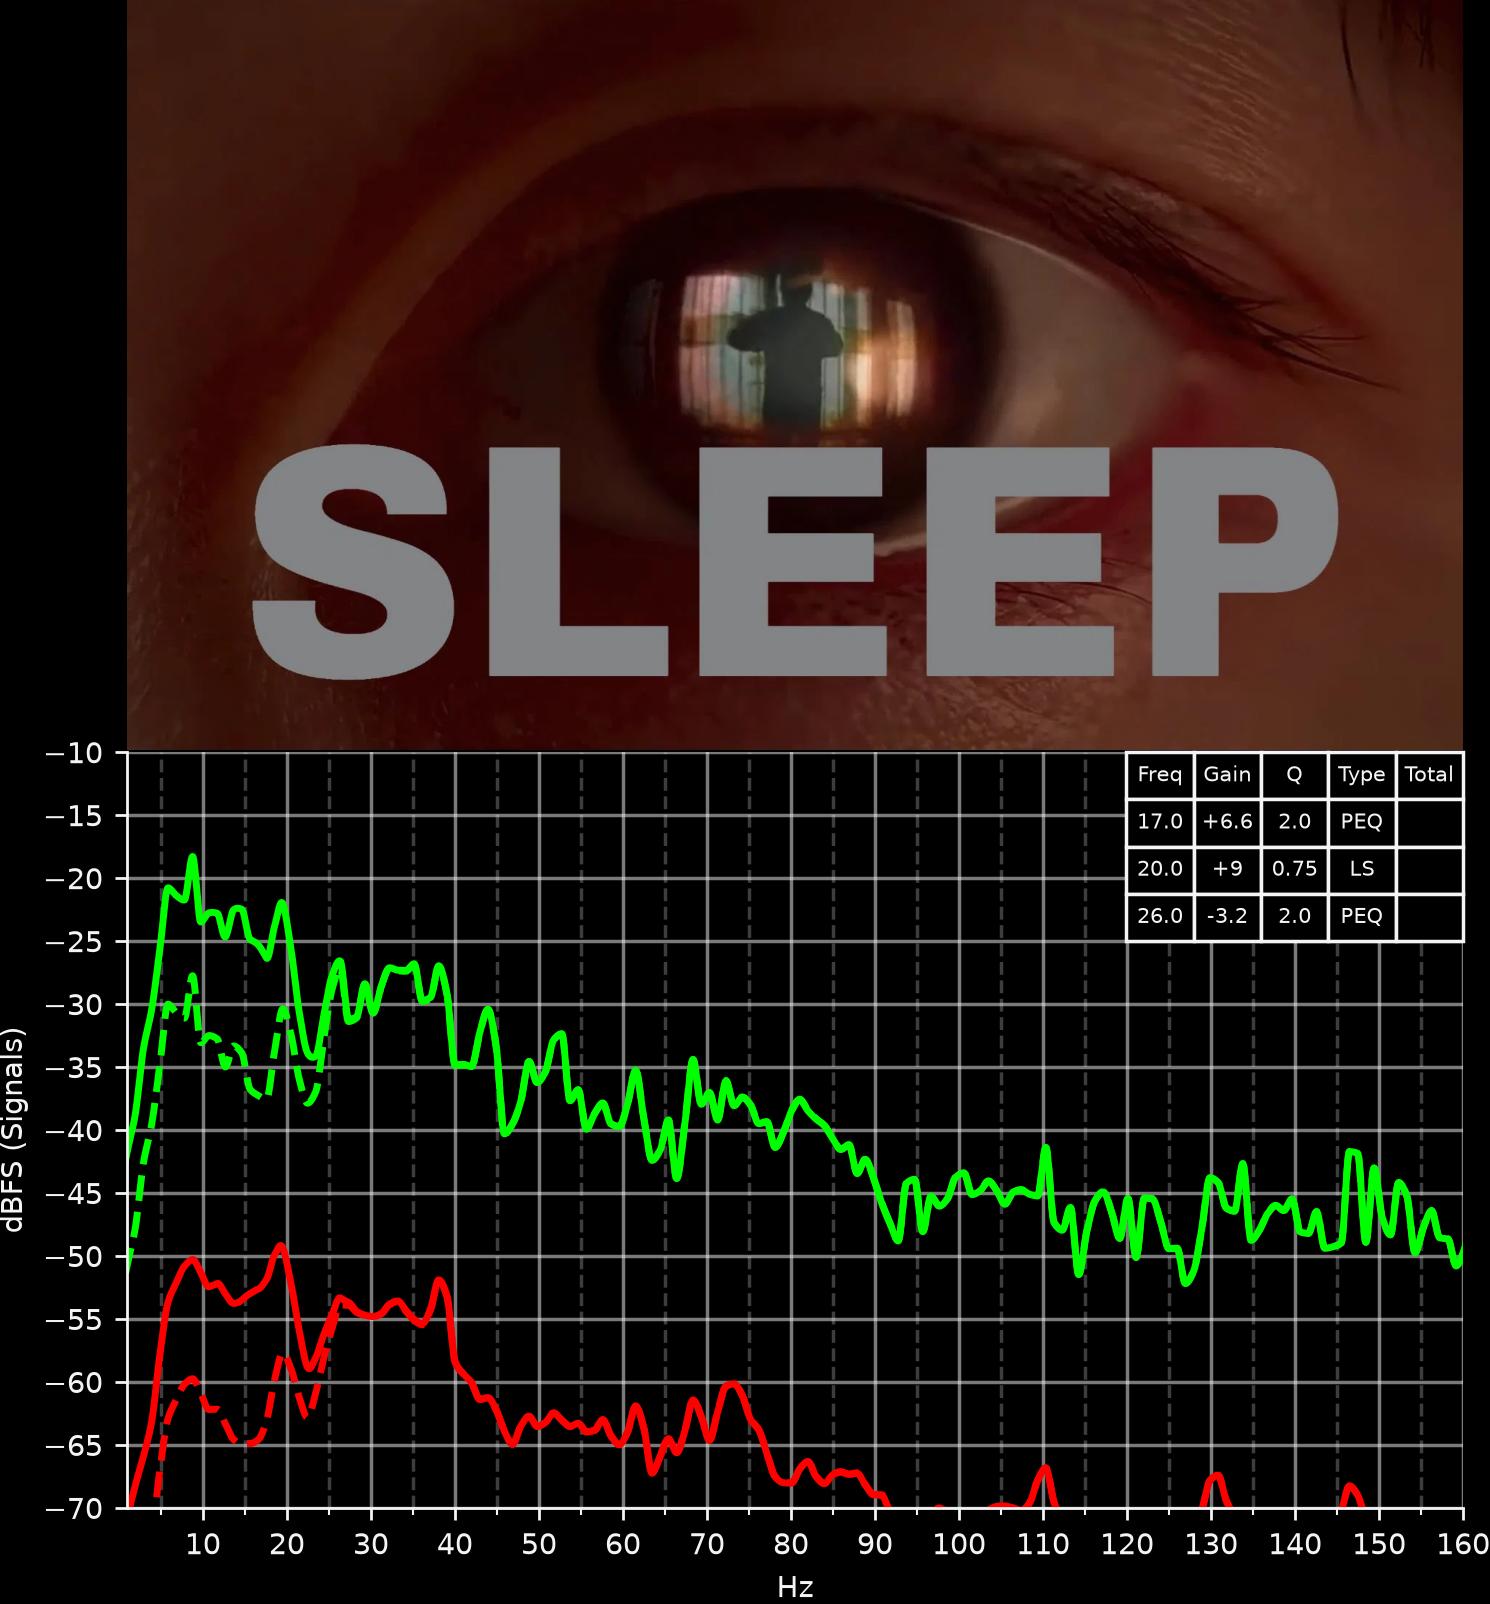 SLEEP
Freq Gain Q Type Total
17.0 +6.6 2.0 PEQ
20.0 +9 0.75 LS
26.0 -3.2 2.0 PEQ
−10
−15
−20
−25
−30
−35
−40
−45
−50
−55
−60
−65
−70
dBFS (Signals)
10 20 30 40 50 60 70 80 90 100 110 120 130 140 150 160
Hz